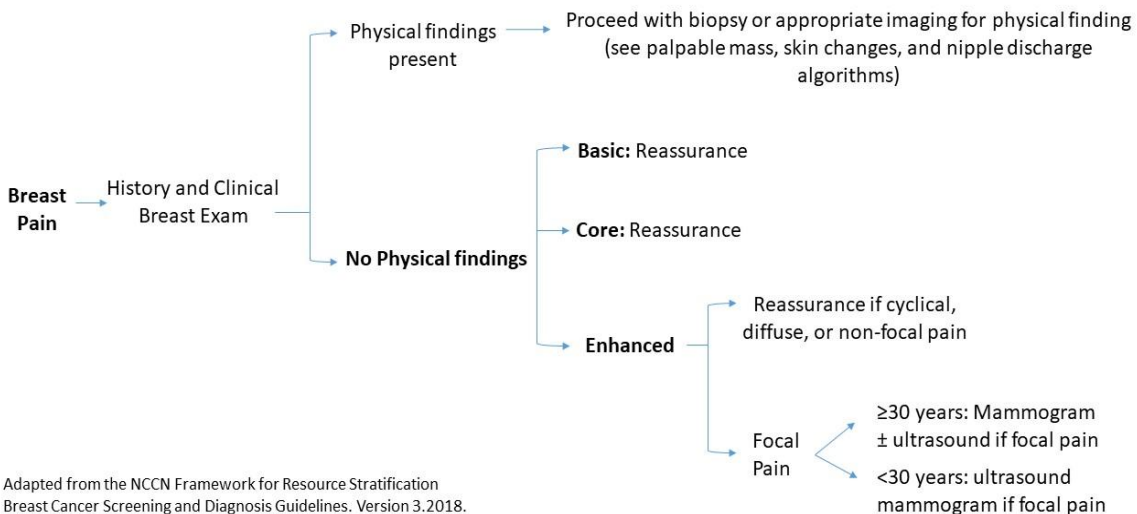 Breast
Pain
History and Clinical
Breast Exam
Physical findings
present
Proceed with biopsy or appropriate imaging for physical finding
(see palpable mass, skin changes, and nipple discharge
algorithms)
No Physical findings
Basic: Reassurance
Core: Reassurance
Enhanced
Reassurance if cyclical,
diffuse, or non-focal pain
Focal
Pain
≥30 years: Mammogram
± ultrasound if focal pain
<30 years: ultrasound
mammogram if focal pain
Adapted from the NCCN Framework for Resource Stratification
Breast Cancer Screening and Diagnosis Guidelines. Version 3.2018.